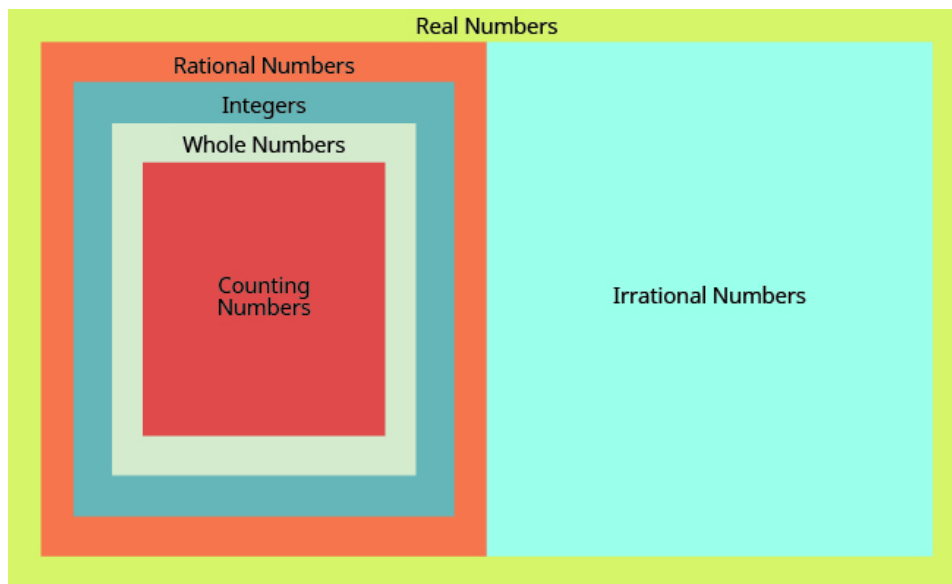 Real Numbers
Rational Numbers
Integers
Whole Numbers
Counting
Numbers
Irrational Numbers